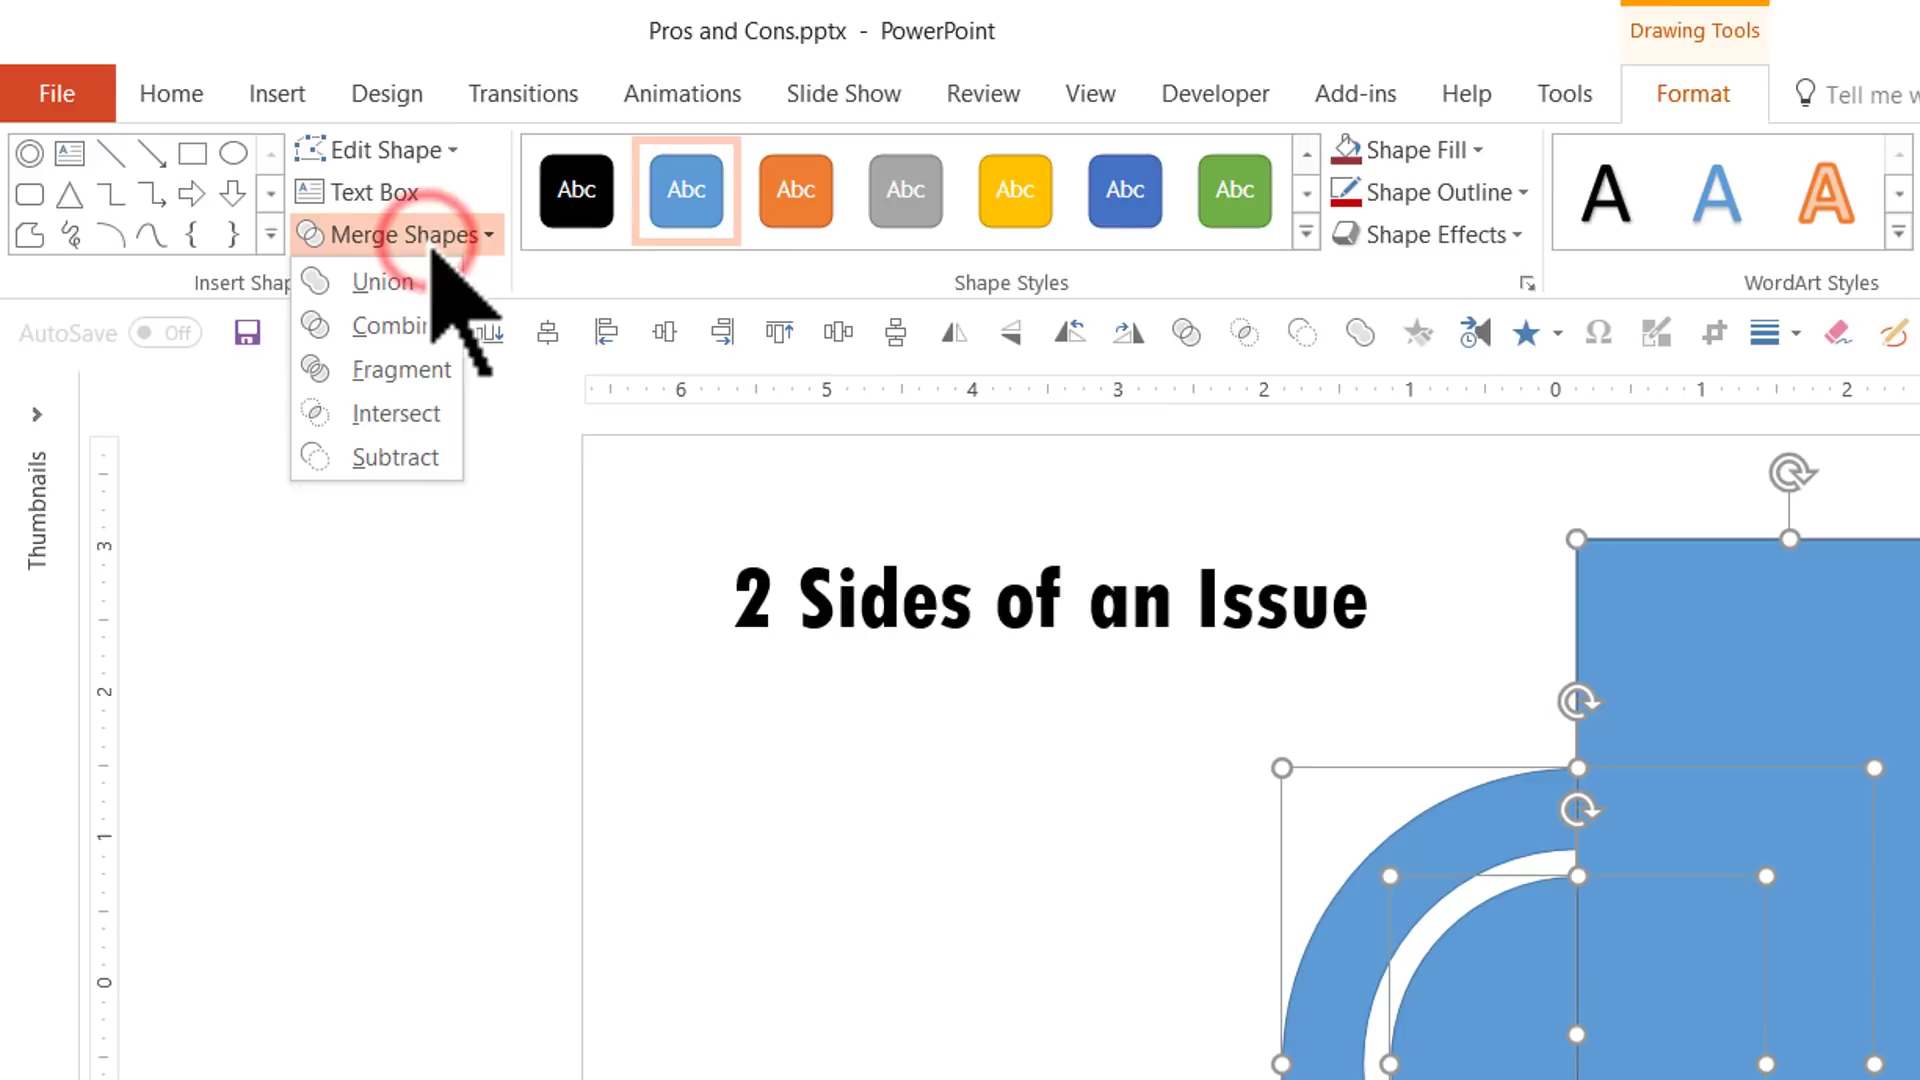 Pros and Cons.pptx - PowerPoint
Drawing Tools
File Home Insert Design Transitions Animations Slide Show Review View Developer Add-ins Help Tools Format Tell me w
Edit Shape
Text Box
Merge Shapes
Abc Abc Abc Abc Abc Abc Abc
Shape Fill
Shape Outline
Shape Effects
A A A
Insert Shap
Shape Styles
WordArt Styles
Union
Combin
Fragment
Intersect
Subtract
AutoSave Off
6 5 4 3 2 1 0 1 2
Thumbnails
3
2
1
0
2 Sides of an Issue